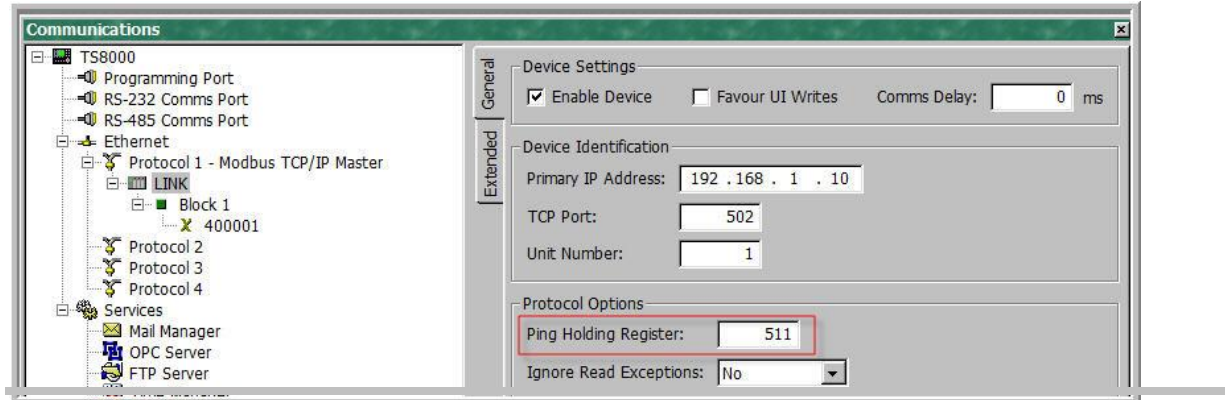 Communications
TS8000
Programming Port
RS-232 Comms Port
RS-485 Comms Port
Ethernet
Protocol 1 - Modbus TCP/IP Master
LINK
Block 1
400001
Protocol 2
Protocol 3
Protocol 4
Services
Mail Manager
OPC Server
FTP Server
General
Extended
Device Settings
Enable Device Favour UI Writes Comms Delay: 0 ms
Device Identification
Primary IP Address: 192 . 168 . 1 . 10
TCP Port: 502
Unit Number: 1
Protocol Options
Ping Holding Register: 511
Ignore Read Exceptions: No